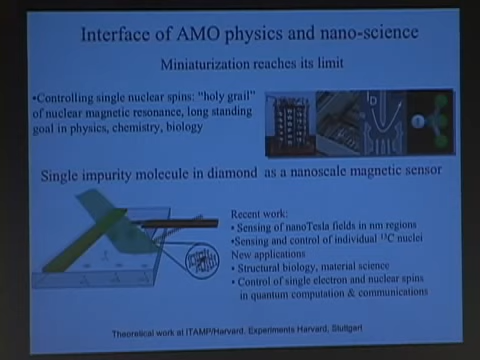 Interface of AMO physics and nano-science
Miniaturization reaches its limit
•Controlling single nuclear spins: "holy grail"
of nuclear magnetic resonance, long standing
goal in physics, chemistry, biology
Single impurity molecule in diamond as a nanoscale magnetic sensor
Recent work:
• Sensing of nanoTesla fields in nm regions
•Sensing and control of individual ¹³C nuclei
New applications
• Structural biology, material science
• Control of single electron and nuclear spins
in quantum computation & communications
Theoretical work at ITAMP/Harvard. Experiments Harvard, Stuttgart